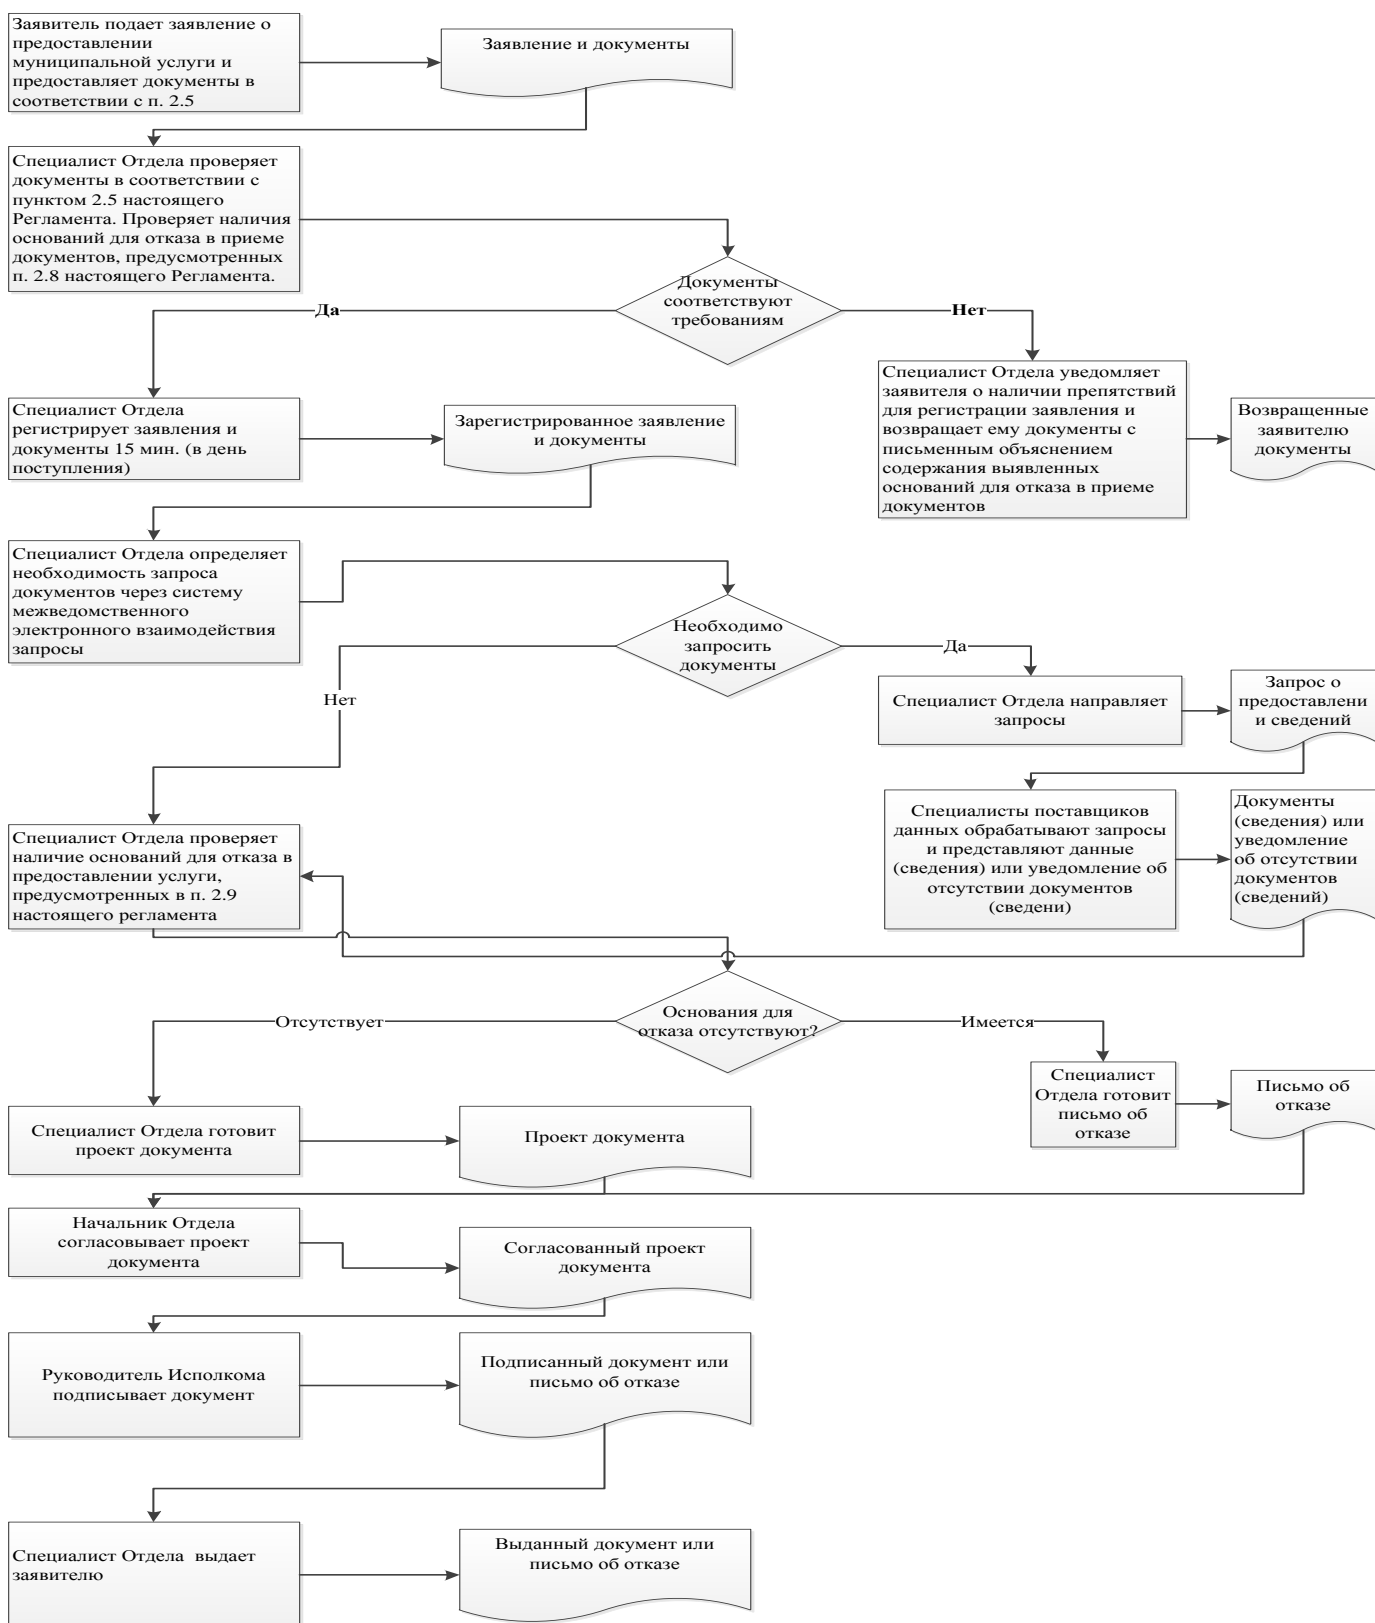 Заявитель подает заявление о
предоставлении
муниципальной услуги и
предоставляет документы в
соответствии с п. 2.5
Заявление и документы
Специалист Отдела проверяет
документы в соответствии с
пунктом 2.5 настоящего
Регламента. Проверяет наличия
оснований для отказа в приеме
документов, предусмотренных
п. 2.8 настоящего Регламента.
Документы
соответствуют
требованиям
Да
Нет
Специалист Отдела
регистрирует заявления и
документы 15 мин. (в день
поступления)
Зарегистрированное заявление
и документы
Специалист Отдела уведомляет
заявителя о наличии препятствий
для регистрации заявления и
возвращает ему документы с
письменным объяснением
содержания выявленных
оснований для отказа в приеме
документов
Возвращенные
заявителю
документы
Специалист Отдела определяет
необходимость запроса
документов через систему
межведомственного
электронного взаимодействия
запросы
Необходимо
запросить
документы
Да
Нет
Специалист Отдела направляет
запросы
Запрос о
предоставлени
и сведений
Специалисты поставщиков
данных обрабатывают запросы
и представляют данные
(сведения) или уведомление об
отсутствии документов
(сведени)
Документы
(сведения) или
уведомление
об отсутствии
документов
(сведений)
Специалист Отдела проверяет
наличие оснований для отказа в
предоставлении услуги,
предусмотренных в п. 2.9
настоящего регламента
Основания для
отказа отсутствуют?
Отсутствует
Имеется
Специалист
Отдела готовит
письмо об
отказе
Письмо об
отказе
Специалист Отдела готовит
проект документа
Проект документа
Начальник Отдела
согласовывает проект
документа
Согласованный проект
документа
Руководитель Исполкома
подписывает документ
Подписанный документ или
письмо об отказе
Специалист Отдела  выдает
заявителю
Выданный документ или
письмо об отказе